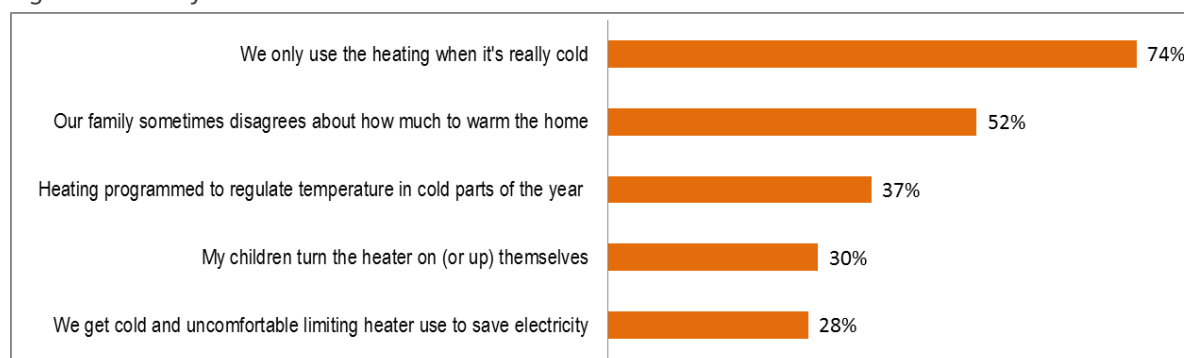 We only use the heating when it's really cold
74%
Our family sometimes disagrees about how much to warm the home
52%
Heating programmed to regulate temperature in cold parts of the year
37%
My children turn the heater on (or up) themselves
30%
We get cold and uncomfortable limiting heater use to save electricity
28%